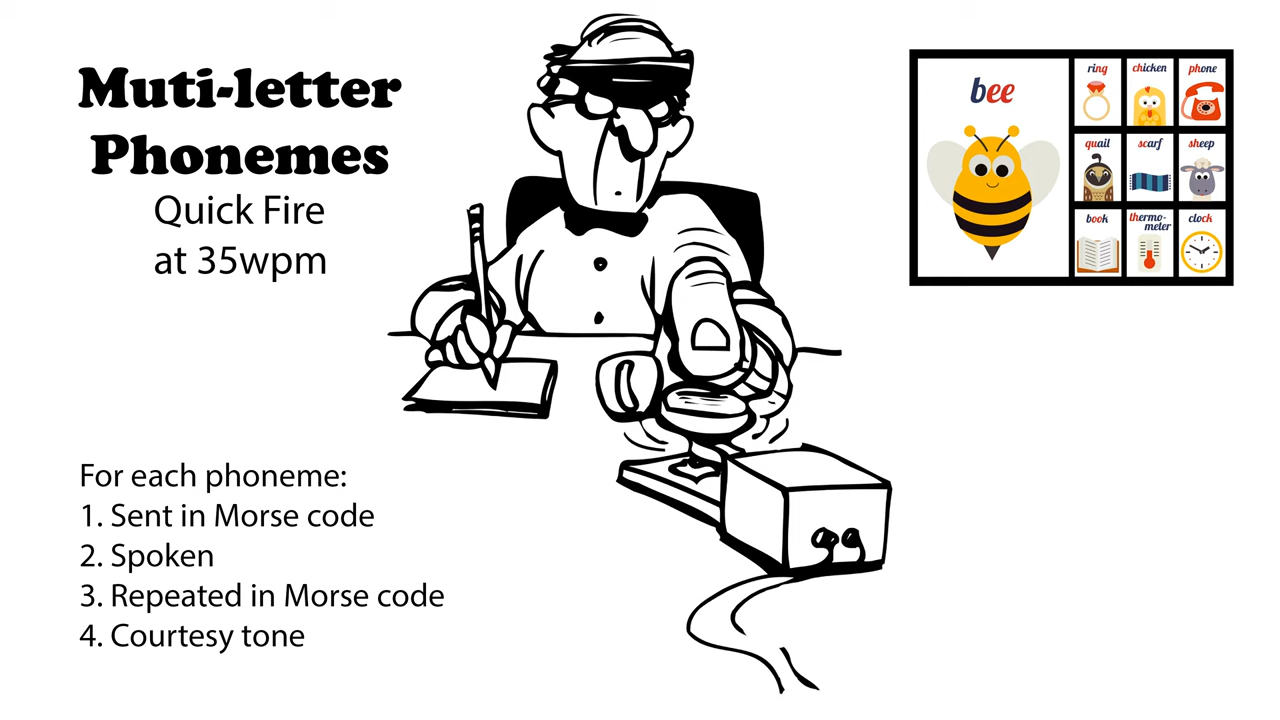 Muti-letter
Phonemes
Quick Fire
at 35wpm
bee
ring
chicken
phone
quail
scarf
sheep
book
thermo-
meter
clock
For each phoneme:
1. Sent in Morse code
2. Spoken
3. Repeated in Morse code
4. Courtesy tone